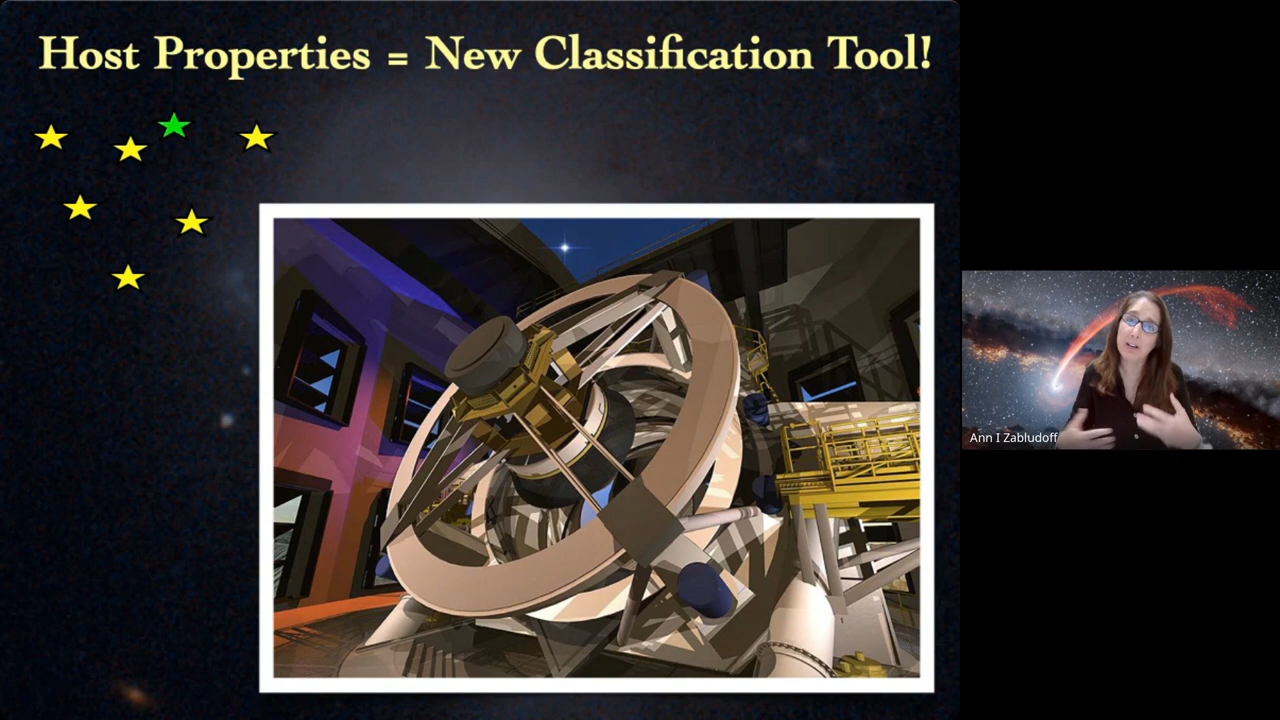 Host Properties = New Classification Tool!
Ann I Zabludoff